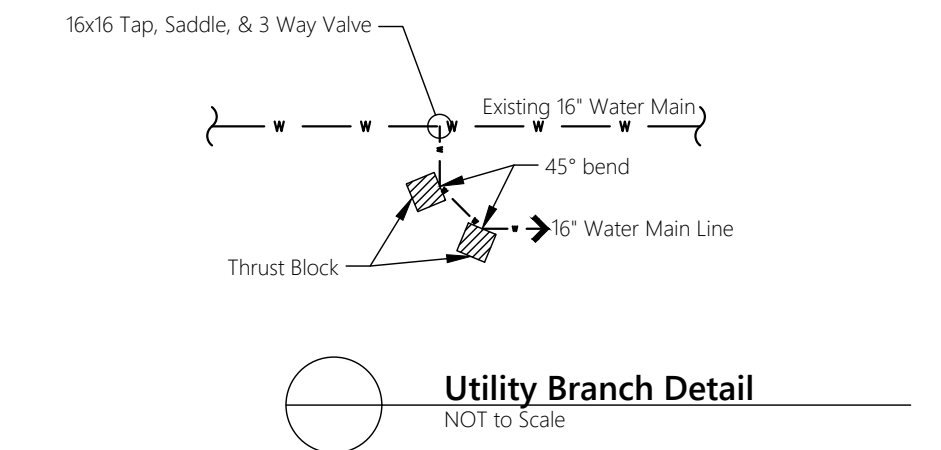 16x16 Tap, Saddle, & 3 Way Valve
Existing 16" Water Main
W W W W W
W
45° bend
W
16" Water Main Line
Thrust Block
Utility Branch Detail
NOT to Scale